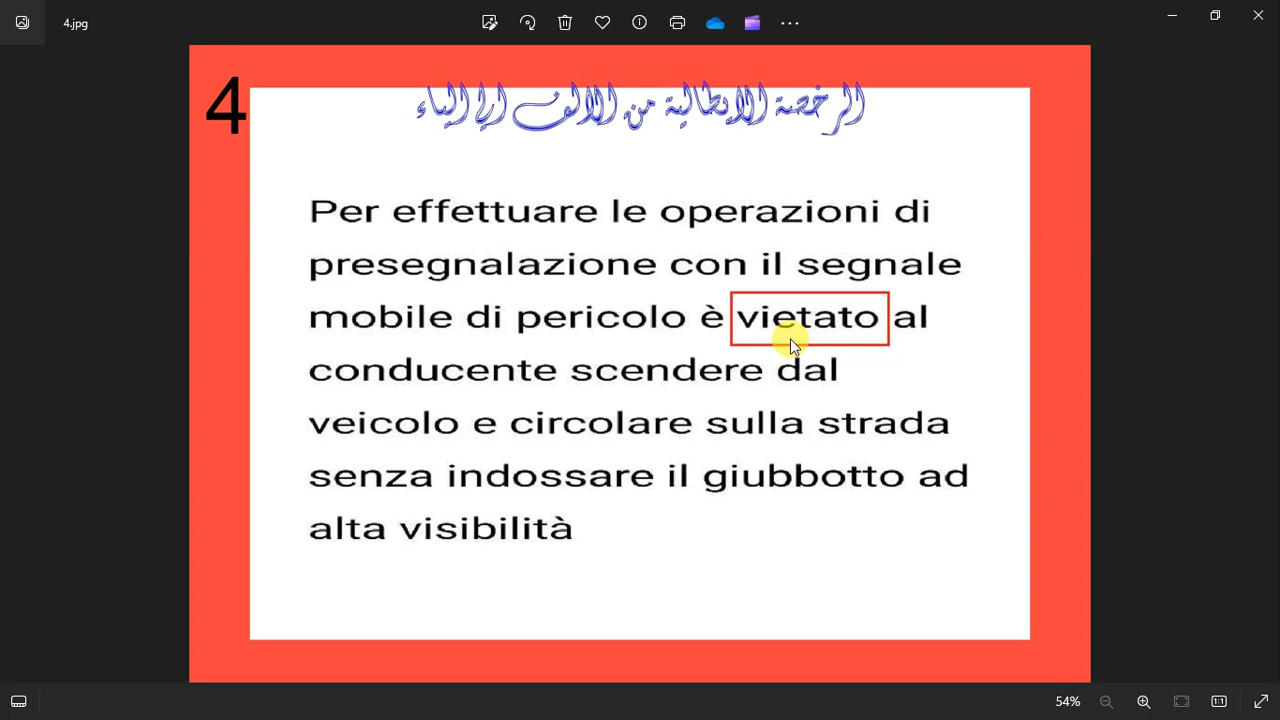 4.jpg
4
الرخصة الايطالية من الالف الى الياء
Per effettuare le operazioni di
presegnalazione con il segnale
mobile di pericolo è vietato al
conducente scendere dal
veicolo e circolare sulla strada
senza indossare il giubbotto ad
alta visibilità
54%